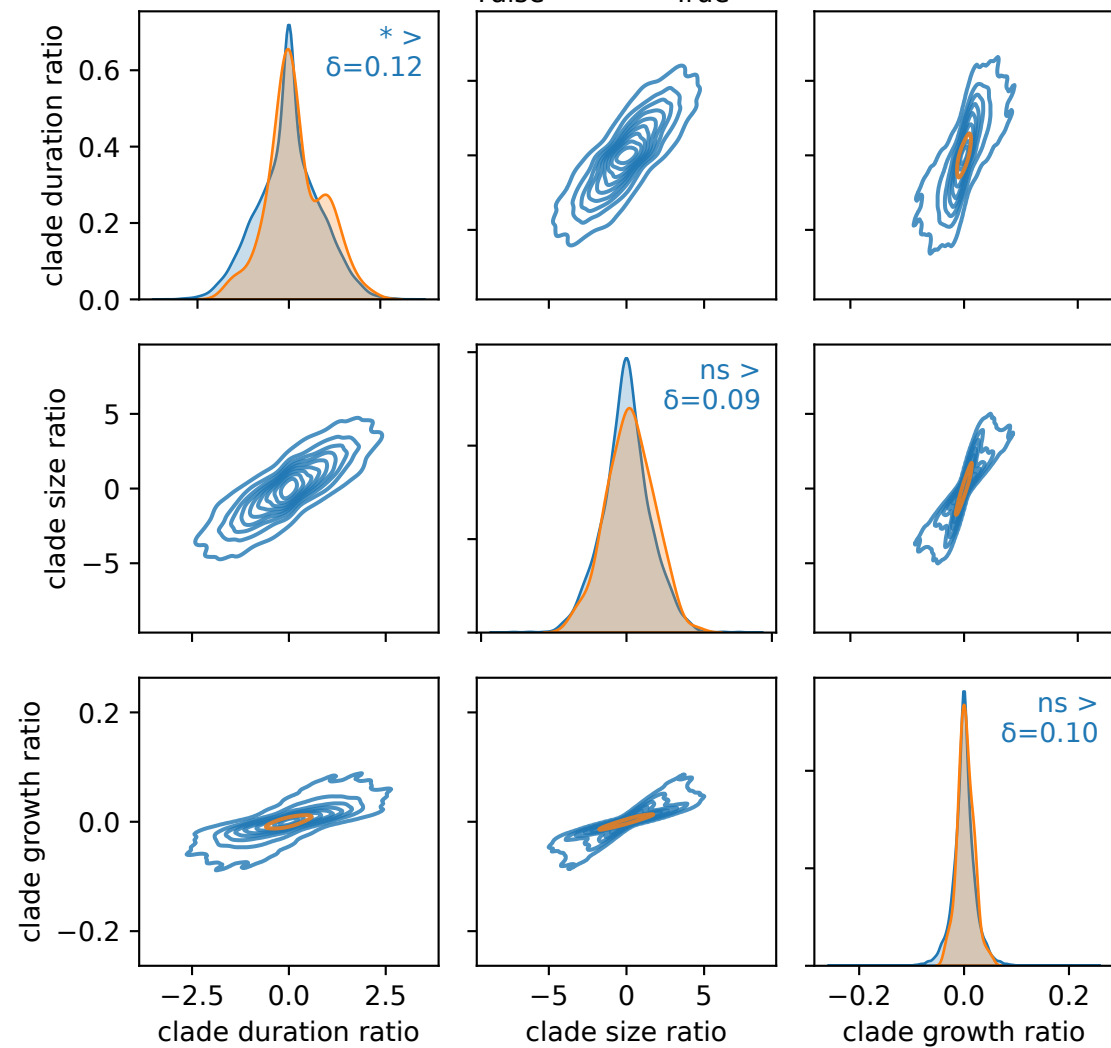 * >
δ=0.12
clade duration ratio
0.6
0.4
0.2
0.0
ns >
δ=0.09
clade size ratio
5
0
−5
ns >
δ=0.10
clade growth ratio
0.2
0.0
−0.2
−2.5 0.0 2.5 −5 0 5 −0.2 0.0 0.2
clade duration ratio clade size ratio clade growth ratio